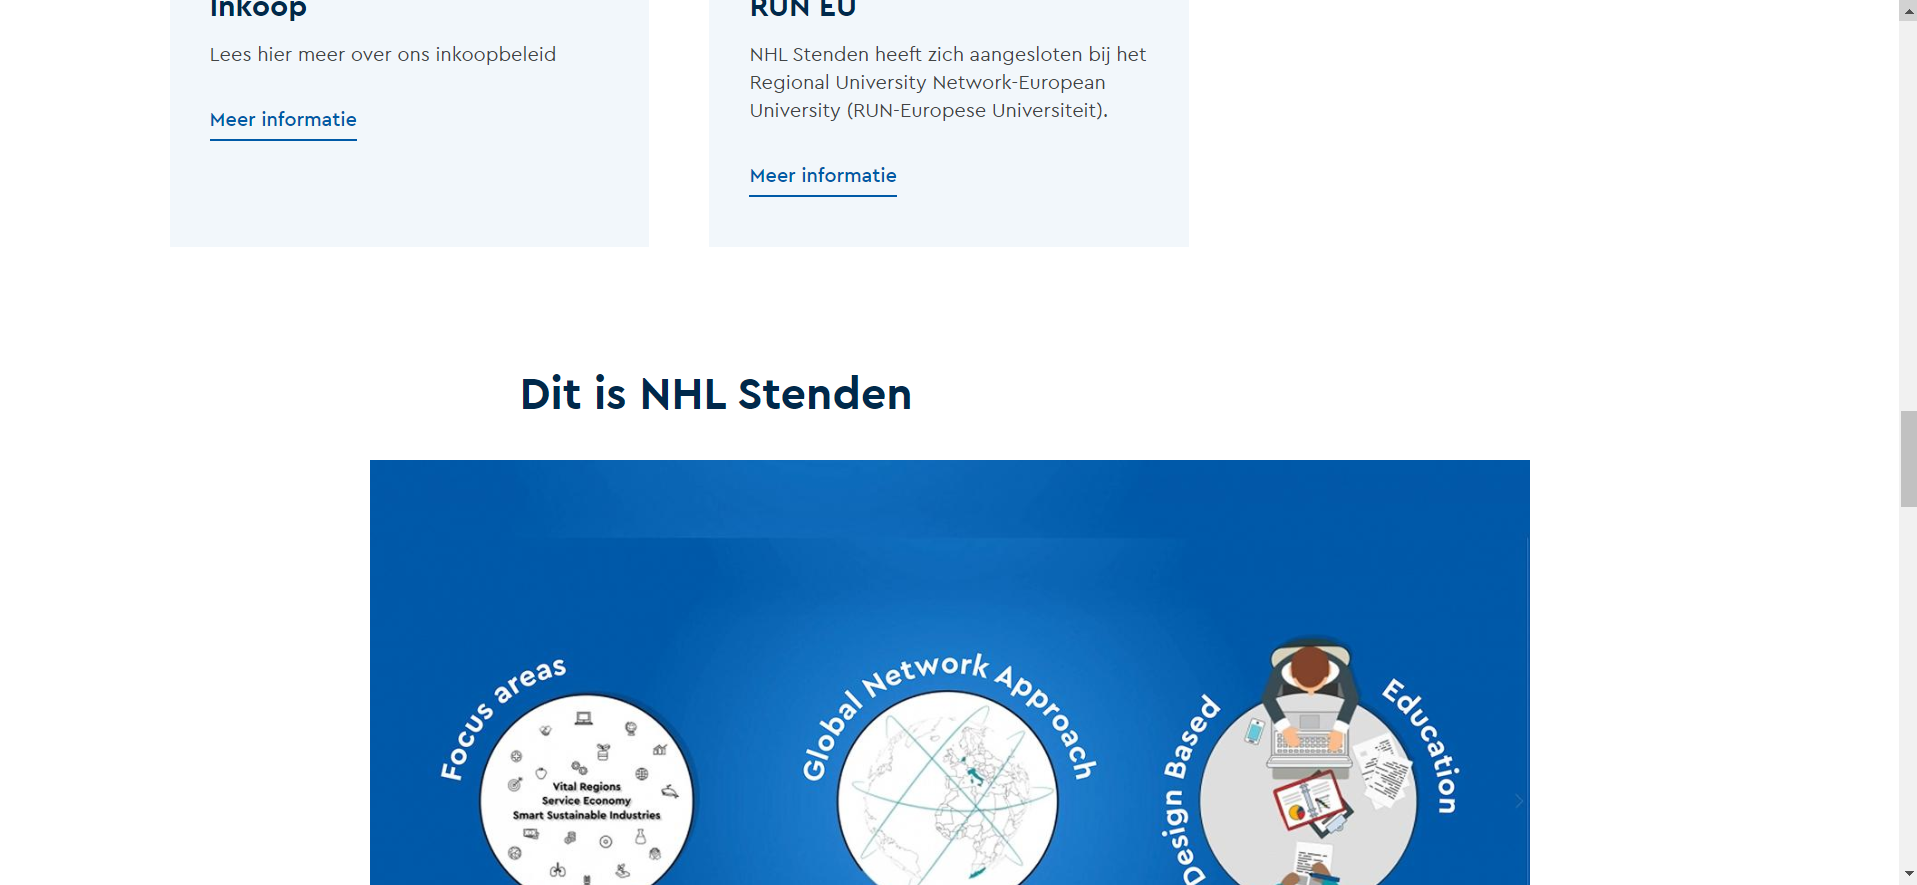 Inkoop
Lees hier meer over ons inkoopbeleid
Meer informatie
RUN EU
NHL Stenden heeft zich aangesloten bij het
Regional University Network-European
University (RUN-Europese Universiteit).
Meer informatie
Dit is NHL Stenden
Focus areas
Vital Regions
Service Economy
Smart Sustainable Industries
Global Network Approach
Design Based
Education